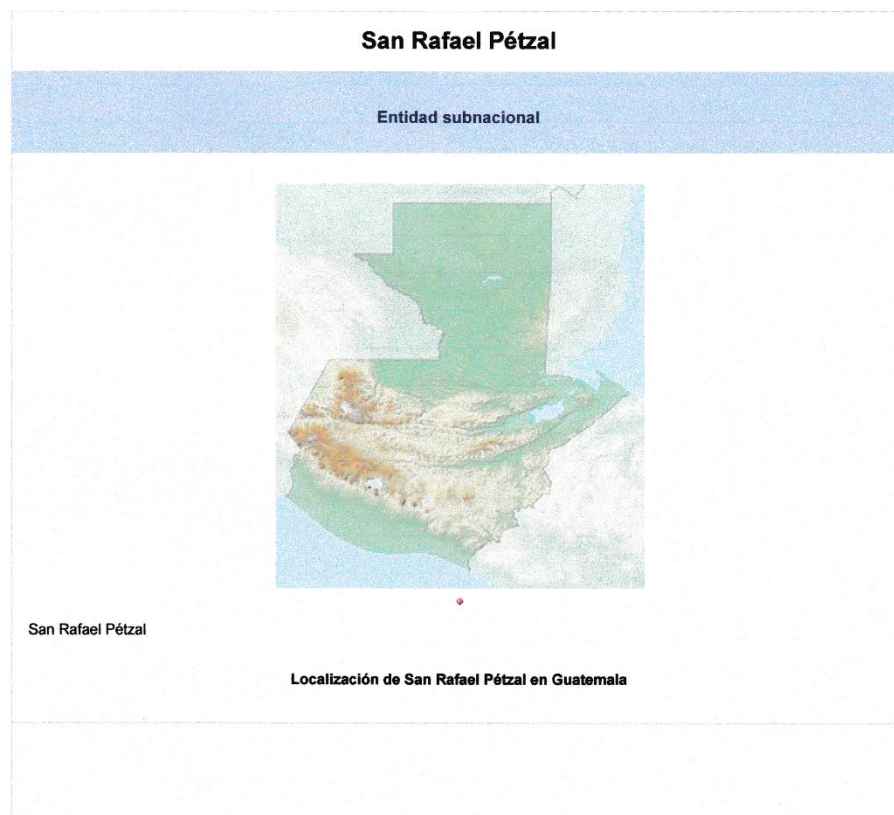 San Rafael Pétzal
Entidad subnacional
San Rafael Pétzal
Localización de San Rafael Pétzal en Guatemala